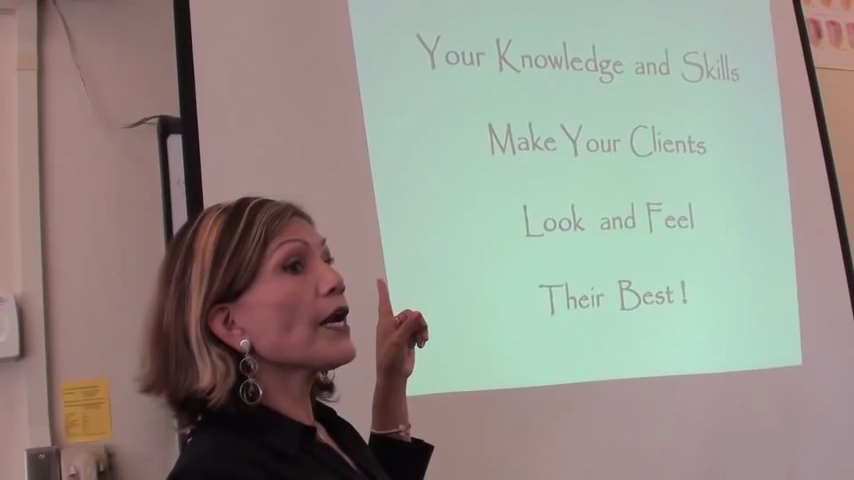 Your Knowledge and Skills
Make Your Clients
Look and Feel
Their Best!